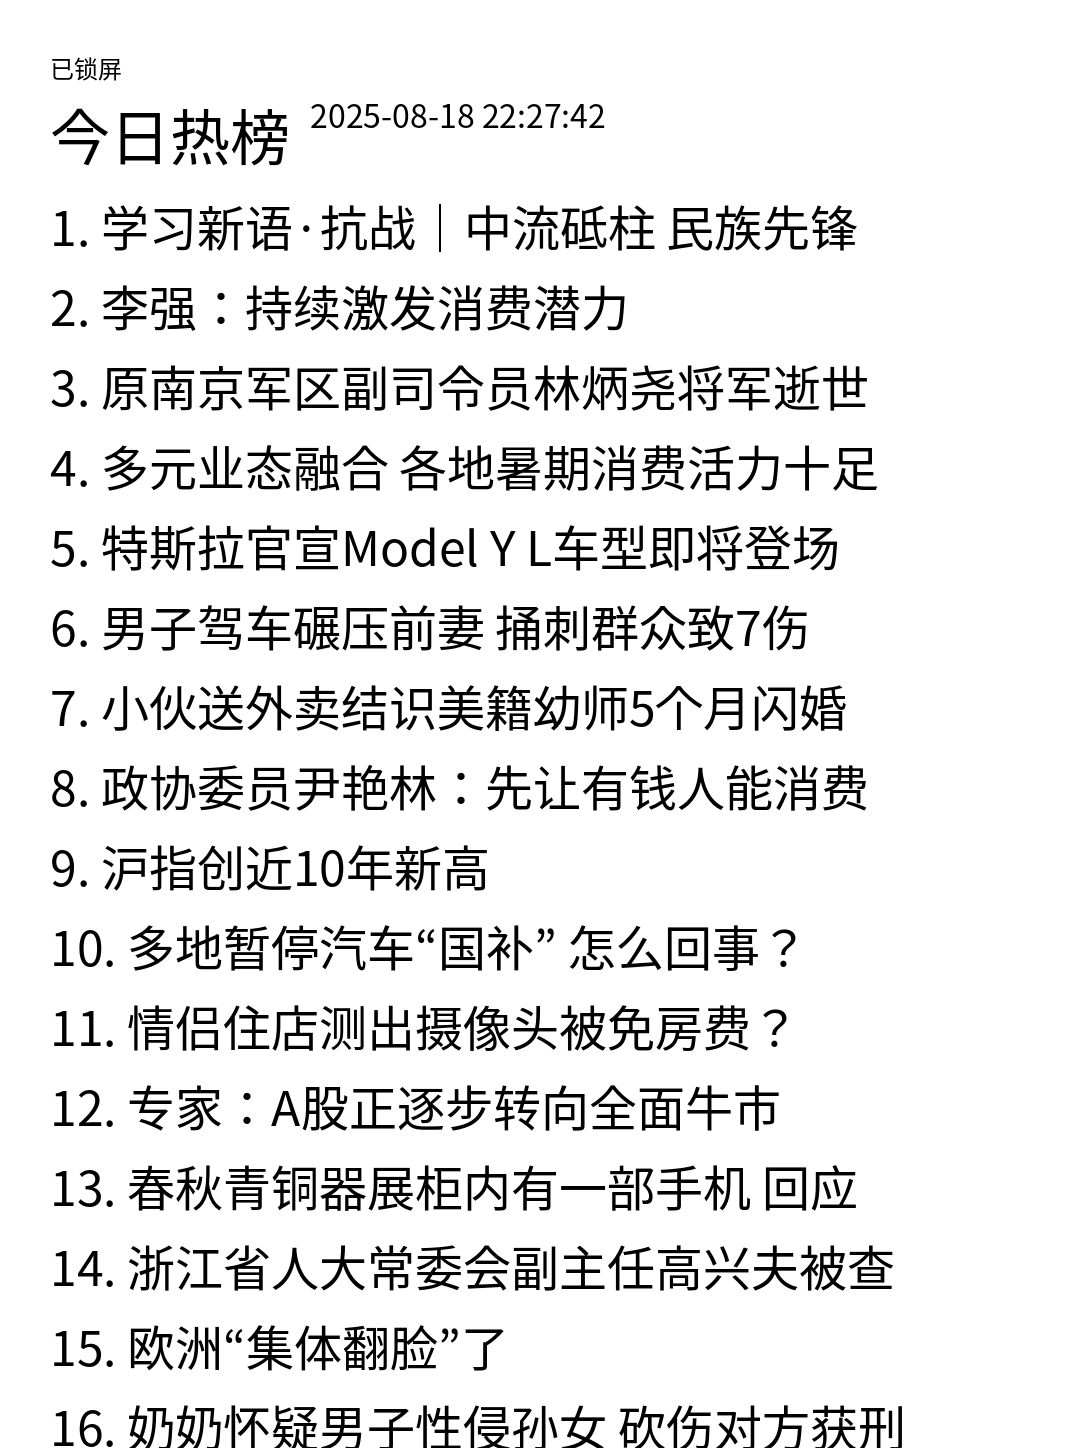 已锁屏
今日热榜 2025-08-18 22:27:42
1. 学习新语·抗战｜中流砥柱 民族先锋
2. 李强：持续激发消费潜力
3. 原南京军区副司令员林炳尧将军逝世
4. 多元业态融合 各地暑期消费活力十足
5. 特斯拉官宣Model Y L车型即将登场
6. 男子驾车碾压前妻 捅刺群众致7伤
7. 小伙送外卖结识美籍幼师5个月闪婚
8. 政协委员尹艳林：先让有钱人能消费
9. 沪指创近10年新高
10. 多地暂停汽车“国补” 怎么回事？
11. 情侣住店测出摄像头被免房费？
12. 专家：A股正逐步转向全面牛市
13. 春秋青铜器展柜内有一部手机 回应
14. 浙江省人大常委会副主任高兴夫被查
15. 欧洲“集体翻脸”了
16. 奶奶怀疑男子性侵孙女 砍伤对方获刑